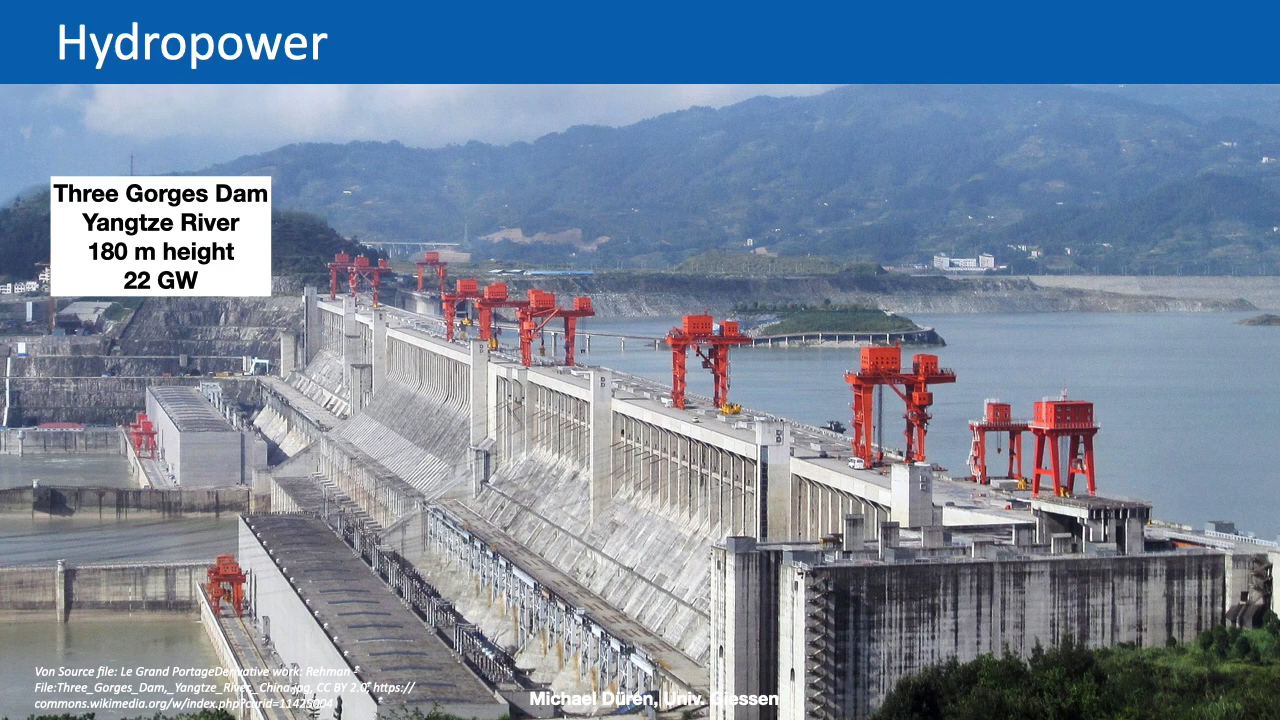 Hydropower
Three Gorges Dam
Yangtze River
180 m height
22 GW
Von Source file: Le Grand PortageDerivative work: Rehman -
File:Three_Gorges_Dam,_Yangtze_River,_China.jpg, CC BY 2.0, https://
commons.wikimedia.org/w/index.php?curid=11425004
Michael Düren, Univ. Giessen